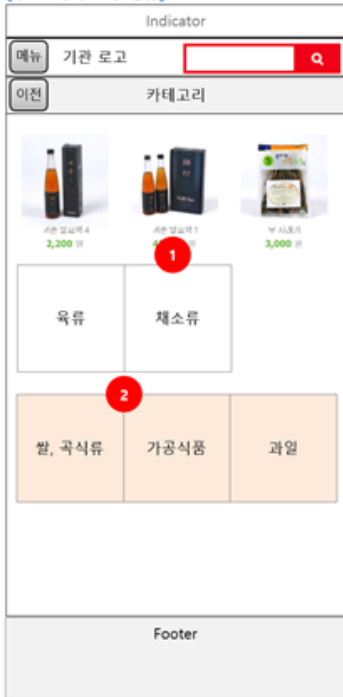 Indicator
메뉴 기관 로고
이전 카테고리
2,200 원
3,000 원
1
육류 채소류
2
쌀, 곡식류 가공식품 과일
Footer